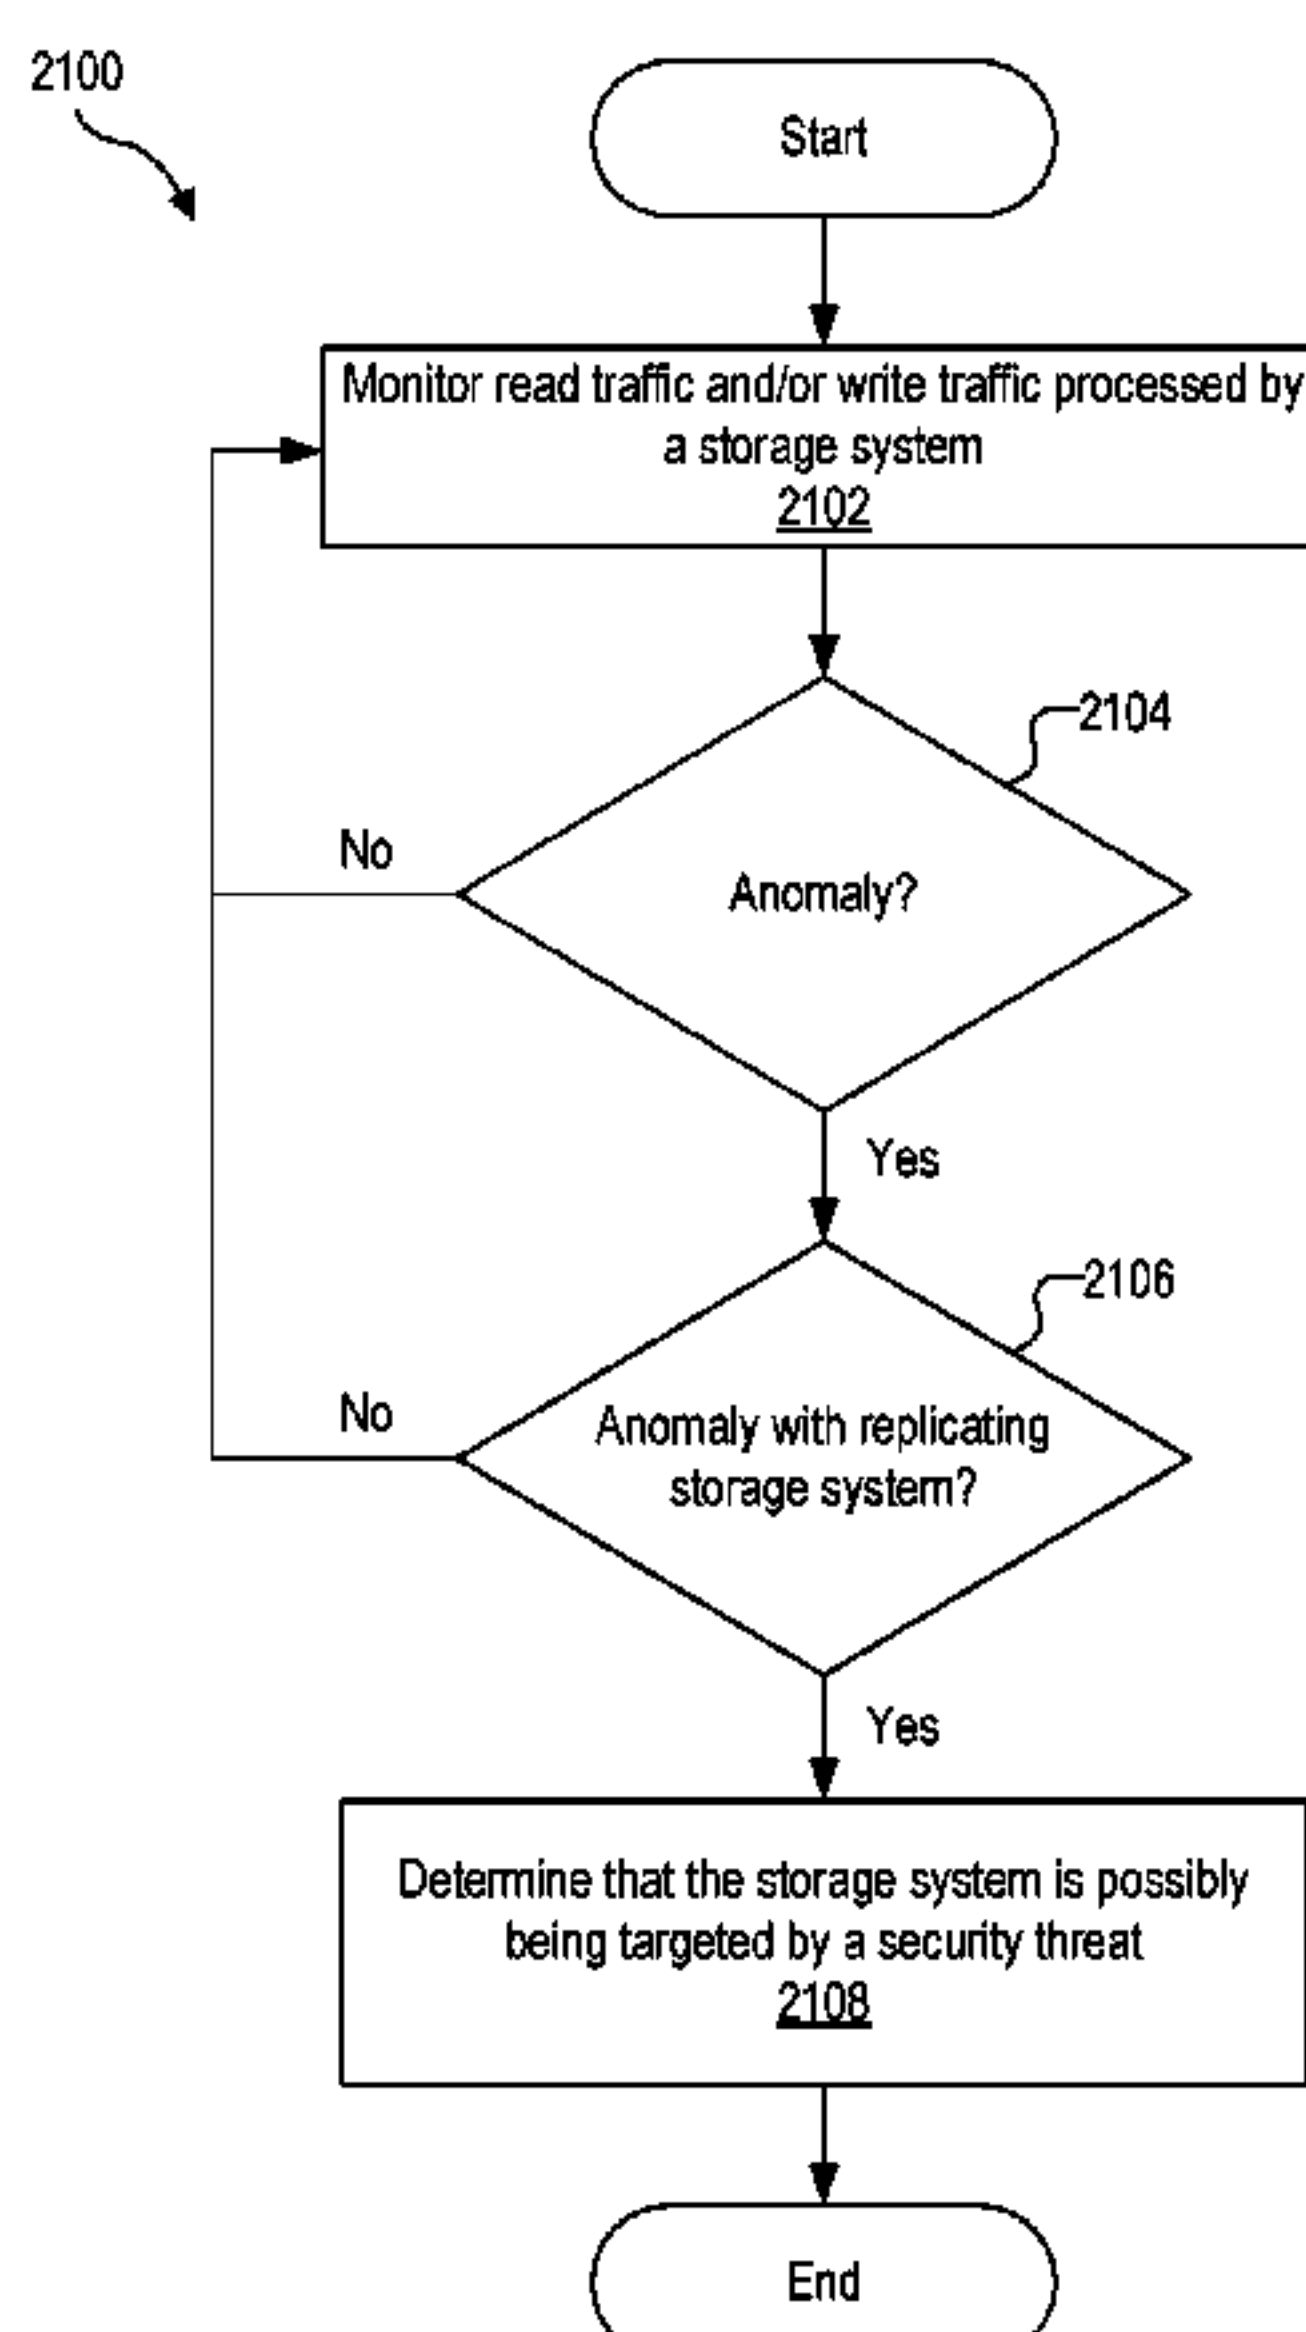 2100
Start
Monitor read traffic and/or write traffic processed by
a storage system
2102
2104
No
Anomaly?
Yes
2106
No
Anomaly with replicating
storage system?
Yes
Determine that the storage system is possibly
being targeted by a security threat
2108
End